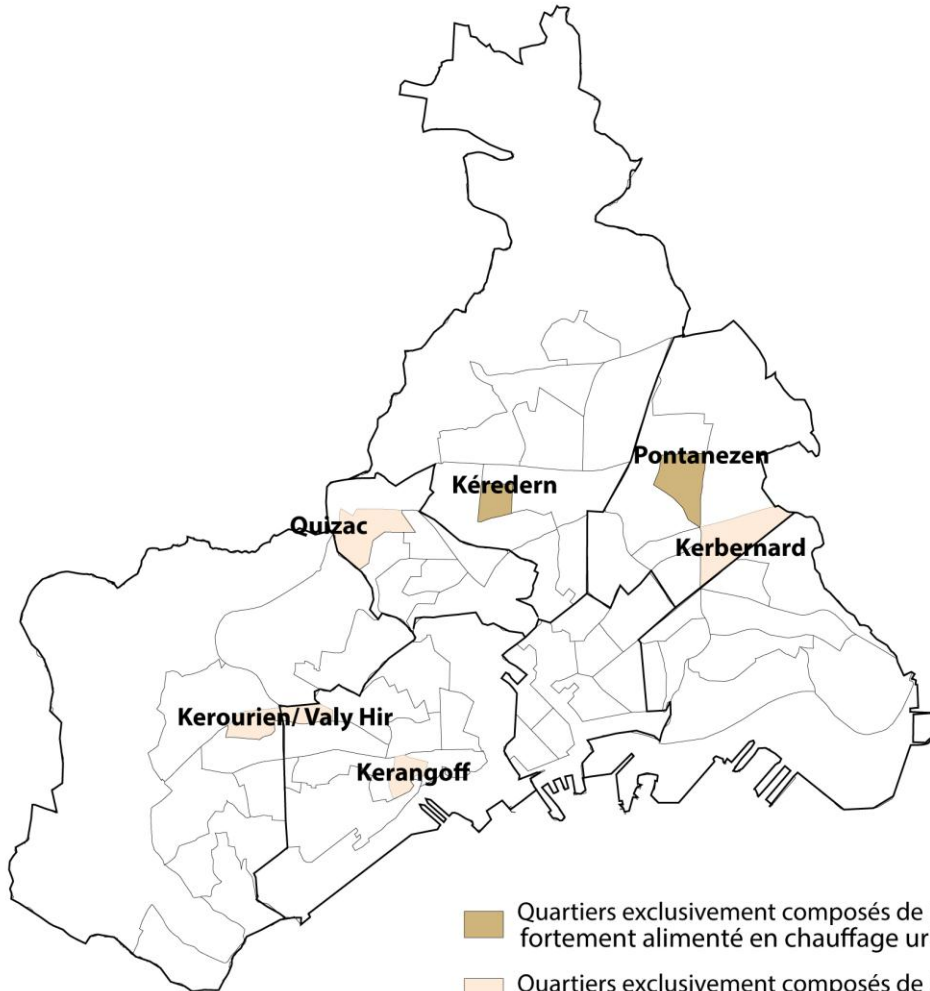 Pontanezen
Kéredern
Quizac
Kerbernard
Kerourien/ Valy Hir
Kerangoff
Quartiers exclusivement composés de
fortement alimenté en chauffage ur
Quartiers exclusivement composés de